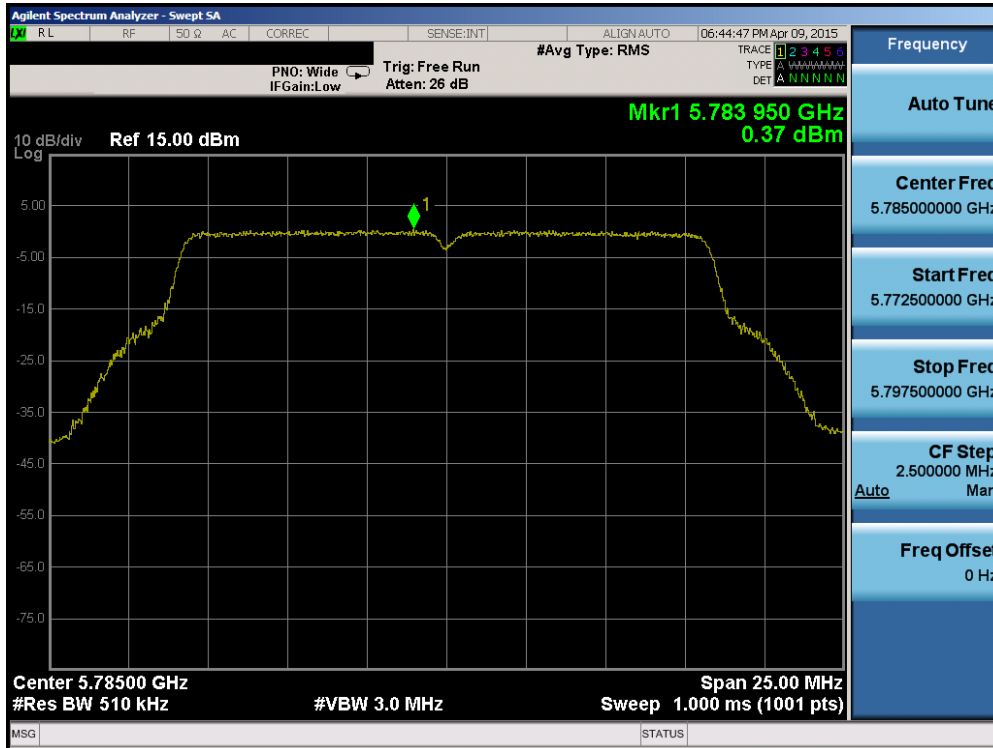 Agilent Spectrum Analyzer - Swept SA
LXI RL RF 50 Ω AC CORREC SENSE:INT ALIGN AUTO 06:44:47 PM Apr 09, 2015
#Avg Type: RMS TRACE 1 2 3 4 5 6
PNO: Wide Trig: Free Run TYPE A WWWWW
IFGain:Low Atten: 26 dB DET A N N N N N
Frequency
Mkr1 5.783 950 GHz
0.37 dBm
10 dB/div Ref 15.00 dBm
Log
1
5.00
-5.00
-15.0
-25.0
-35.0
-45.0
-55.0
-65.0
-75.0
Center 5.78500 GHz Span 25.00 MHz
#Res BW 510 kHz #VBW 3.0 MHz Sweep 1.000 ms (1001 pts)
MSG STATUS
Auto Tune
Center Freq
5.785000000 GHz
Start Freq
5.772500000 GHz
Stop Freq
5.797500000 GHz
CF Step
2.500000 MHz
Auto Man
Freq Offset
0 Hz